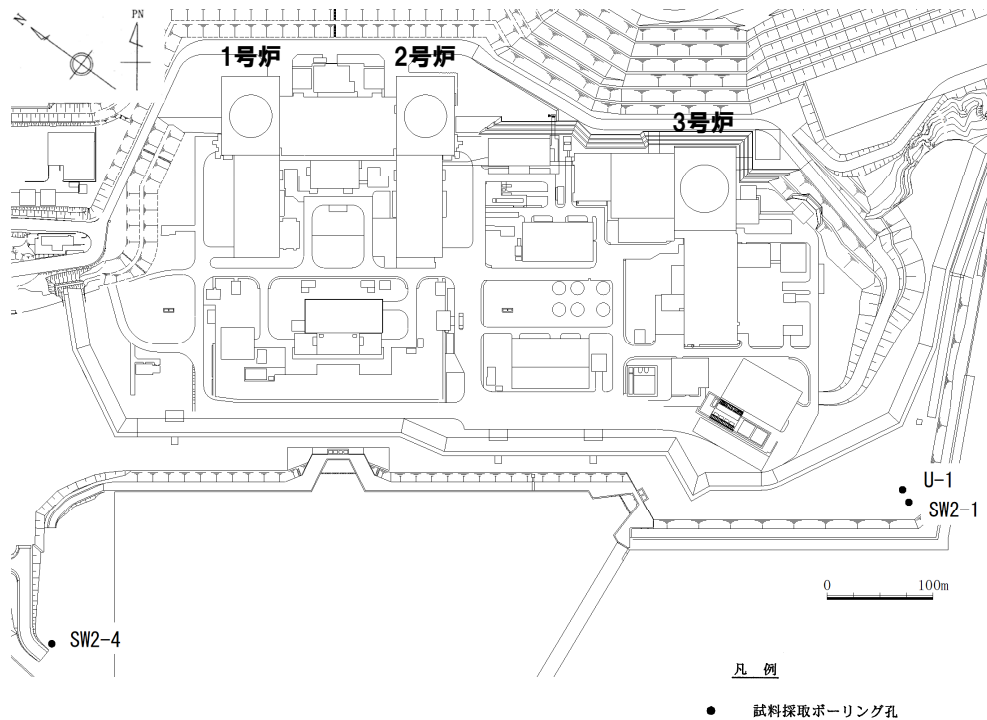 N
PN
1号炉
2号炉
3号炉
U-1
SW2-1
0 100m
SW2-4
凡 例
● 試料採取ボーリング孔